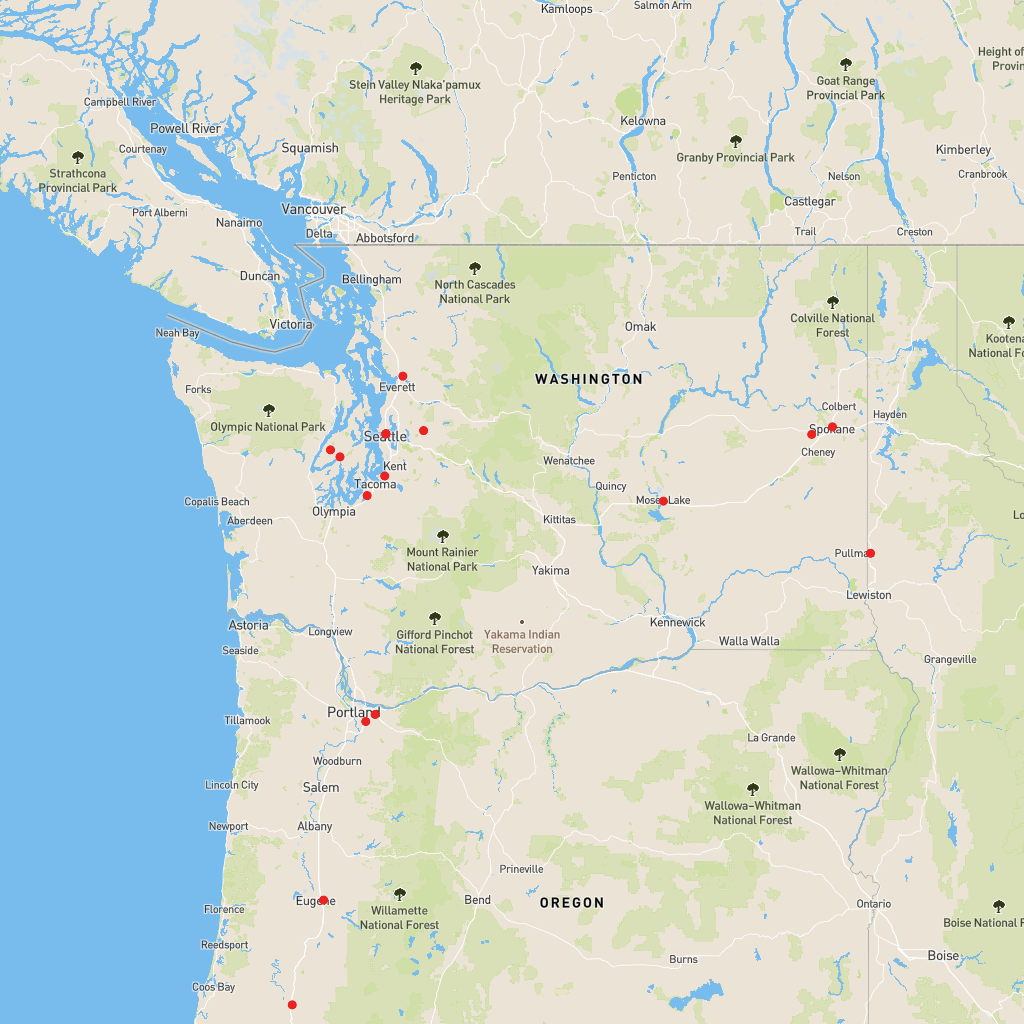 Kamloops
Salmon Arm
Height of
Provin
Stein Valley Nlaka'pamux
Heritage Park
Goat Range
Provincial Park
Campbell River
Powell River
Courtenay
Squamish
Kelowna
Granby Provincial Park
Kimberley
Strathcona
Provincial Park
Penticton
Nelson
Cranbrook
Port Alberni
Vancouver
Castlegar
Nanaimo
Delta
Abbotsford
Trail
Creston
Duncan
Bellingham
North Cascades
National Park
Colville National
Forest
Victoria
Neah Bay
Omak
Kootena
National Fo
WASHINGTON
Everett
Forks
Olympic National Park
Colbert
Hayden
Seattle
Spokane
Cheney
Kent
Wenatchee
Tacoma
Quincy
Copalis Beach
Olympia
Moses Lake
Aberdeen
Kittitas
Lo
Mount Rainier
National Park
Pullman
Yakima
Lewiston
Astoria
Longview
Gifford Pinchot
National Forest
Yakama Indian
Reservation
Kennewick
Walla Walla
Seaside
Grangeville
Portland
Tillamook
La Grande
Woodburn
Wallowa-Whitman
National Forest
Lincoln City
Salem
Wallowa-Whitman
National Forest
Newport
Albany
Prineville
Eugene
Bend
OREGON
Ontario
Florence
Willamette
National Forest
Boise National F
Reedsport
Burns
Boise
Coos Bay